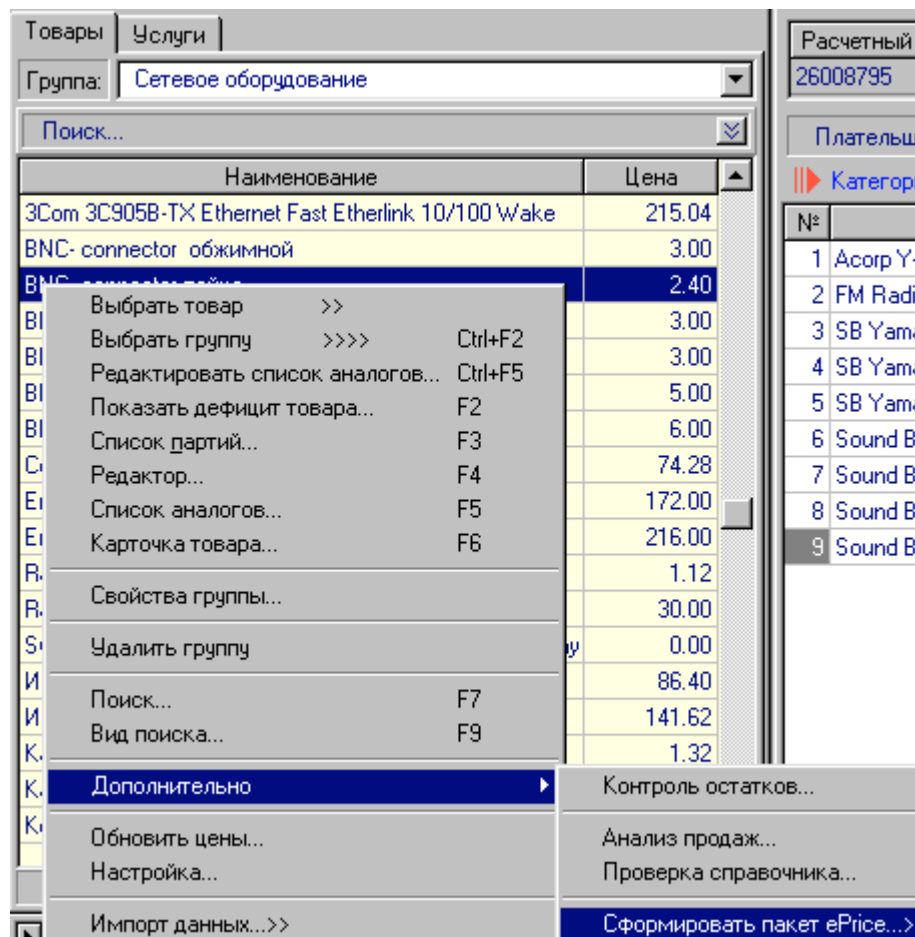 Товары Услуги
Группа: Сетевое оборудование
Поиск...
Наименование Цена
3Com 3C905B-TX Ethernet Fast Etherlink 10/100 Wake 215.04
BNC- connector обжимной 3.00
2.40
3.00
3.00
5.00
6.00
74.28
172.00
216.00
1.12
30.00
0.00
86.40
141.62
1.32
Выбрать товар >>
Выбрать группу >>>> Ctrl+F2
Редактировать список аналогов... Ctrl+F5
Показать дефицит товара... F2
Список партий... F3
Редактор... F4
Список аналогов... F5
Карточка товара... F6
Свойства группы...
Удалить группу
Поиск... F7
Вид поиска... F9
Дополнительно
Обновить цены...
Настройка...
Импорт данных...>>
Контроль остатков...
Анализ продаж...
Проверка справочника...
Сформировать пакет ePrice...>
Расчетный
26008795
Плательщ
Категор
№
1 Acorp Y-
2 FM Radi
3 SB Yama
4 SB Yama
5 SB Yama
6 Sound B
7 Sound B
8 Sound B
9 Sound B